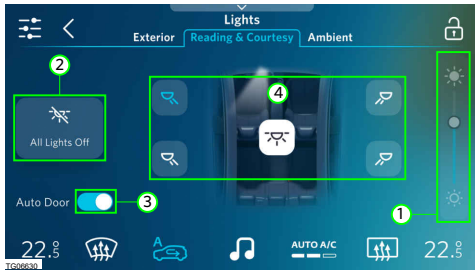 Lights
Exterior Reading & Courtesy Ambient
2
4
All Lights Off
Auto Door
3
1
22.5° A AUTO A/C 22.5°
TG06630